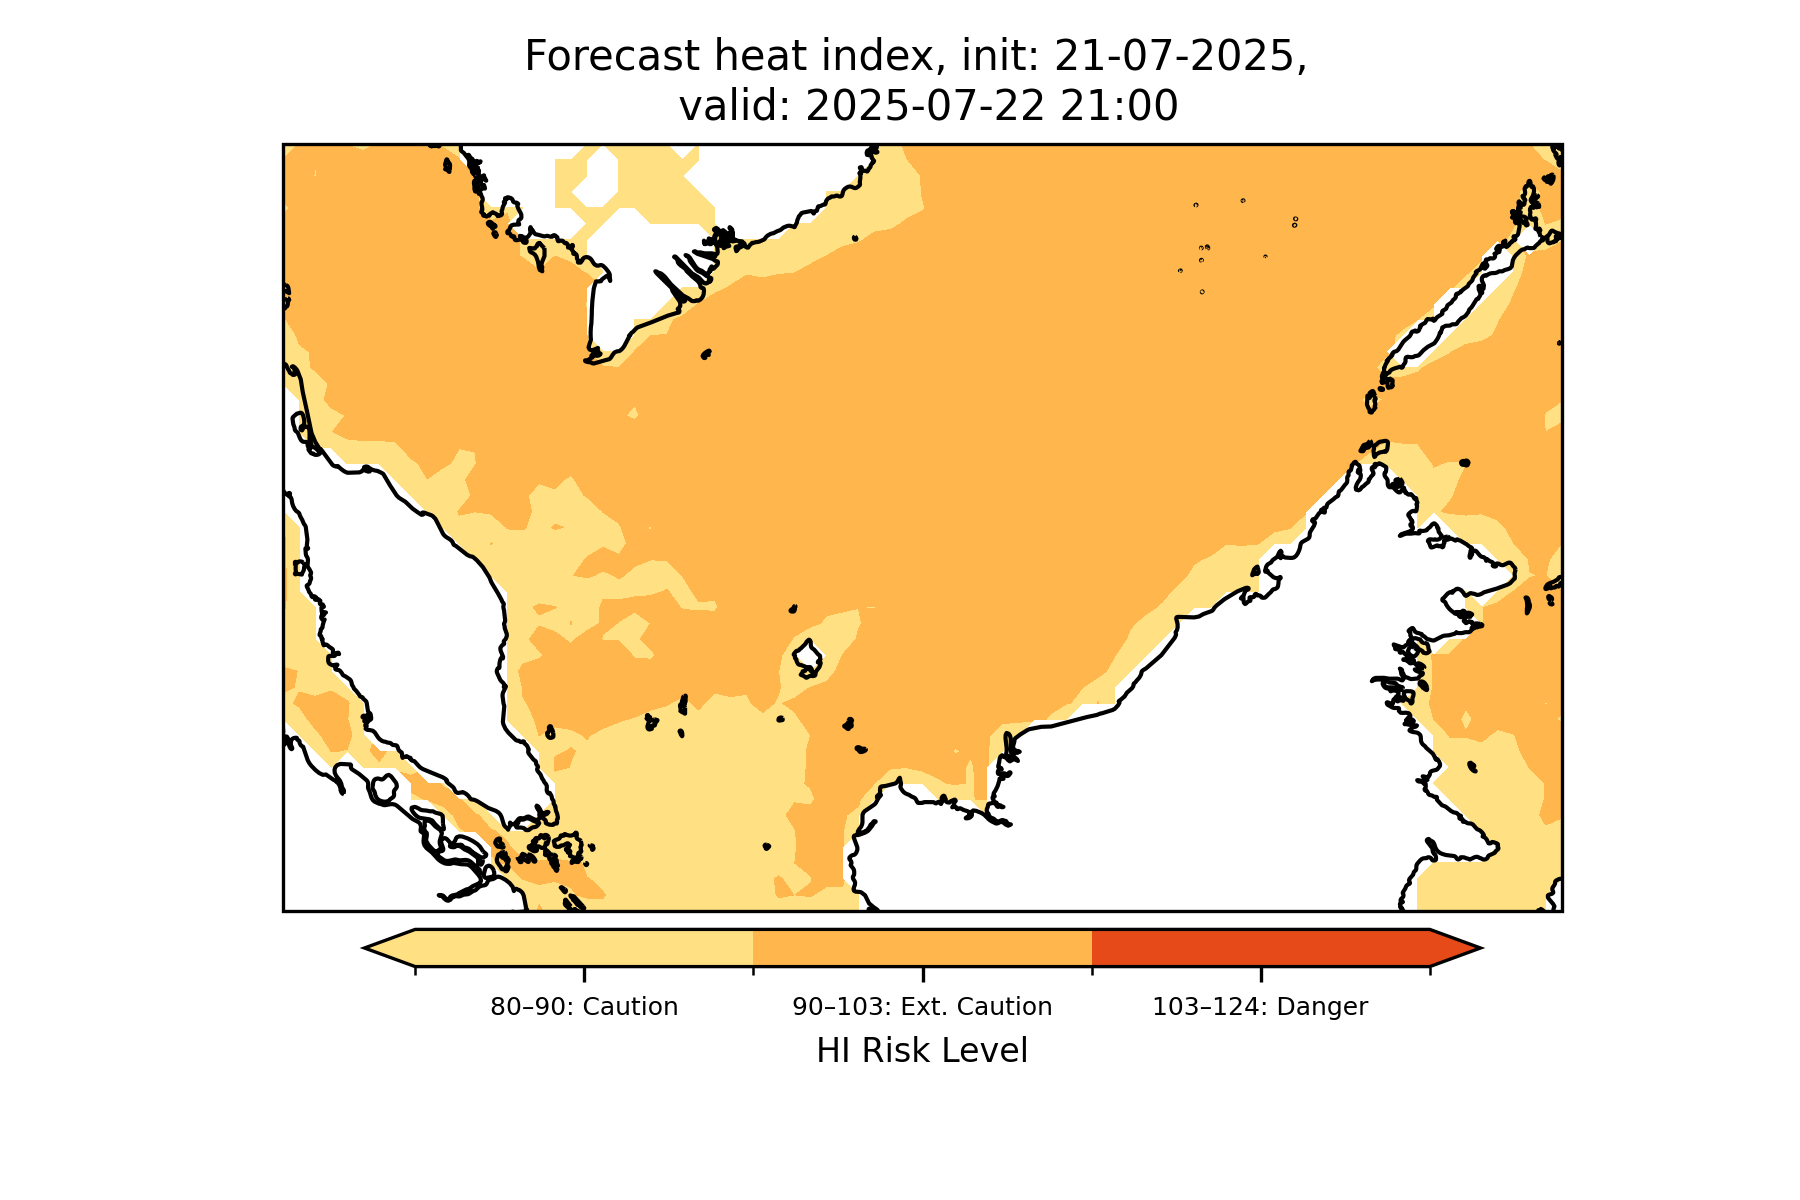 Forecast heat index, init: 21-07-2025,
valid: 2025-07-22 21:00
80–90: Caution
90–103: Ext. Caution
103–124: Danger
HI Risk Level